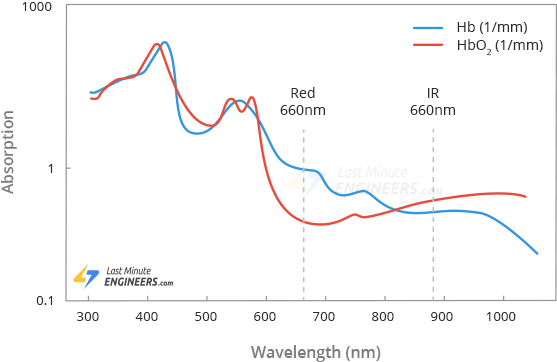 1000
Hb (1/mm)
HbO2 (1/mm)
Red
660nm
IR
660nm
Absorption
1
Last Minute
ENGINEERS.com
Last Minute
ENGINEERS.com
0.1
300 400 500 600 700 800 900 1000
Wavelength (nm)